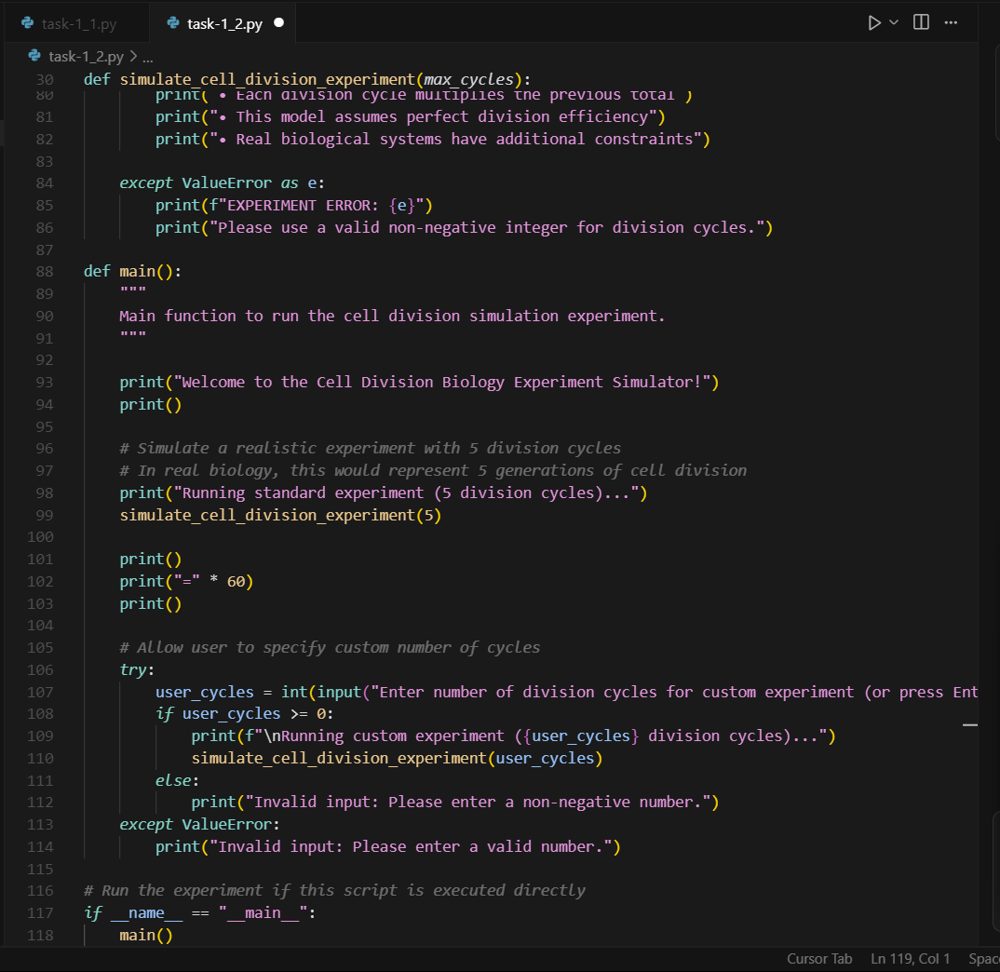 task-1_1.py
task-1_2.py
task-1_2.py > ...
30 def simulate_cell_division_experiment(max_cycles):
80 print("• Each division cycle multiplies the previous total")
81 print("• This model assumes perfect division efficiency")
82 print("• Real biological systems have additional constraints")
83
84 except ValueError as e:
85 print(f"EXPERIMENT ERROR: {e}")
86 print("Please use a valid non-negative integer for division cycles.")
87
88 def main():
89 """
90 Main function to run the cell division simulation experiment.
91 """
92
93 print("Welcome to the Cell Division Biology Experiment Simulator!")
94 print()
95
96 # Simulate a realistic experiment with 5 division cycles
97 # In real biology, this would represent 5 generations of cell division
98 print("Running standard experiment (5 division cycles)...")
99 simulate_cell_division_experiment(5)
100
101 print()
102 print("=" * 60)
103 print()
104
105 # Allow user to specify custom number of cycles
106 try:
107 user_cycles = int(input("Enter number of division cycles for custom experiment (or press Ent
108 if user_cycles >= 0:
109 print(f"\nRunning custom experiment ({user_cycles} division cycles)...")
110 simulate_cell_division_experiment(user_cycles)
111 else:
112 print("Invalid input: Please enter a non-negative number.")
113 except ValueError:
114 print("Invalid input: Please enter a valid number.")
115
116 # Run the experiment if this script is executed directly
117 if __name__ == "__main__":
118 main()
Cursor Tab Ln 119, Col 1 Spac